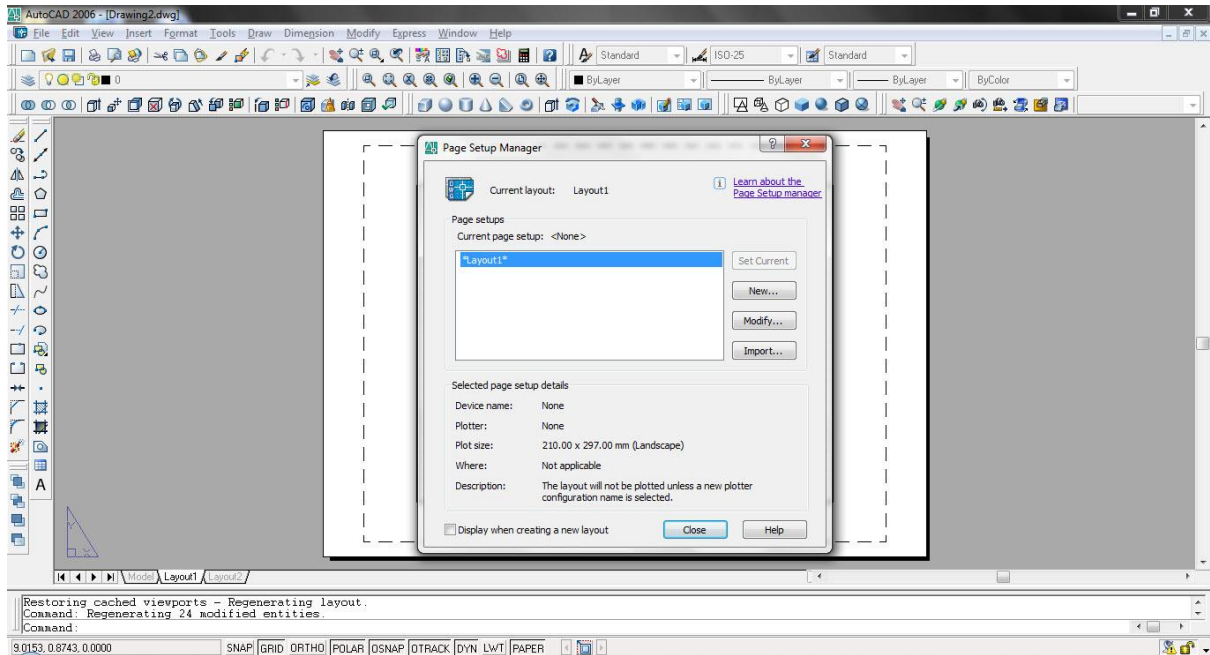 AutoCAD 2006 - [Drawing2.dwg]
File Edit View Insert Format Tools Draw Dimension Modify Express Window Help
Standard ISO-25 Standard
0 ByLayer ByLayer ByLayer ByColor
Page Setup Manager
Current layout: Layout1
Learn about the
Page Setup manager
Page setups
Current page setup: <None>
*Layout1*
Set Current
New...
Modify...
Import...
Selected page setup details
Device name: None
Plotter: None
Plot size: 210.00 x 297.00 mm (Landscape)
Where: Not applicable
Description: The layout will not be plotted unless a new plotter
configuration name is selected.
Display when creating a new layout Close Help
A
Y
X
Model Layout1 Layout2
Restoring cached viewports - Regenerating layout.
Command: Regenerating 24 modified entities.
Command:
9.0153, 0.8743, 0.0000 SNAP GRID ORTHO POLAR OSNAP OTRACK DYN LWT PAPER